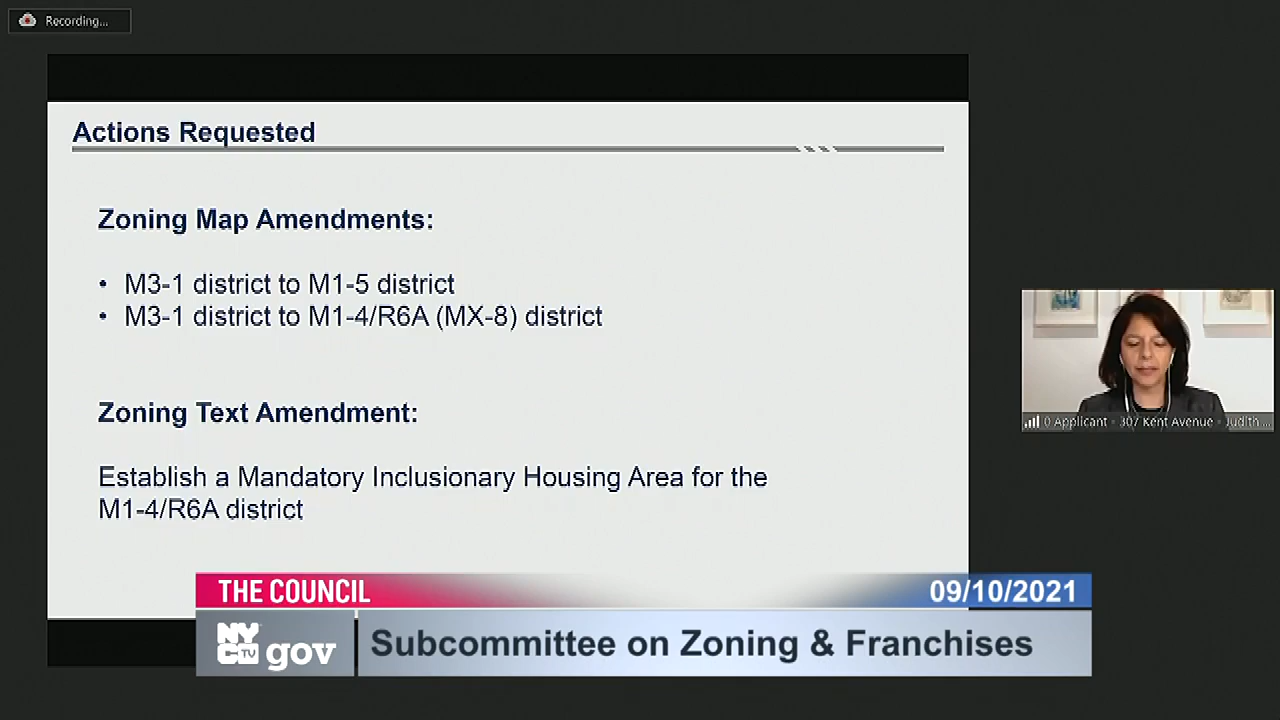 Recording...
Actions Requested
Zoning Map Amendments:
• M3-1 district to M1-5 district
• M3-1 district to M1-4/R6A (MX-8) district
Zoning Text Amendment:
Establish a Mandatory Inclusionary Housing Area for the
M1-4/R6A district
0 Applicant - 307 Kent Avenue - Judith ...
THE COUNCIL
09/10/2021
NYC TV gov
Subcommittee on Zoning & Franchises